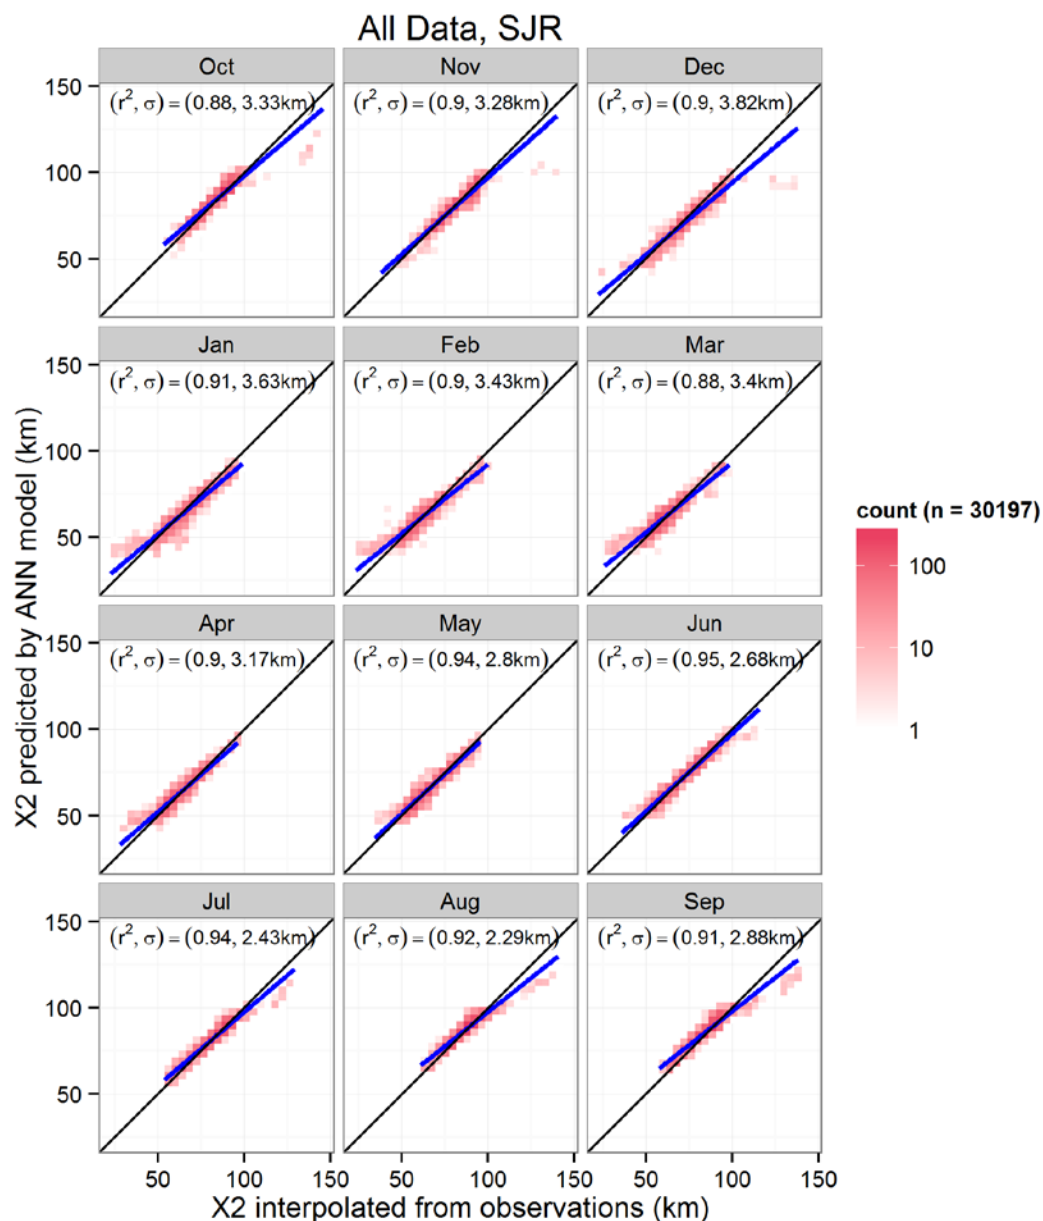 All Data, SJR
Oct Nov Dec
(r², σ) = (0.88, 3.33km) (r², σ) = (0.9, 3.28km) (r², σ) = (0.9, 3.82km)
150
100
50
Jan Feb Mar
(r², σ) = (0.91, 3.63km) (r², σ) = (0.9, 3.43km) (r², σ) = (0.88, 3.4km)
150
100
50
X2 predicted by ANN model (km)
count (n = 30197)
100
10
1
Apr May Jun
(r², σ) = (0.9, 3.17km) (r², σ) = (0.94, 2.8km) (r², σ) = (0.95, 2.68km)
150
100
50
Jul Aug Sep
(r², σ) = (0.94, 2.43km) (r², σ) = (0.92, 2.29km) (r², σ) = (0.91, 2.88km)
150
100
50
50 100 150 50 100 150 50 100 150
X2 interpolated from observations (km)